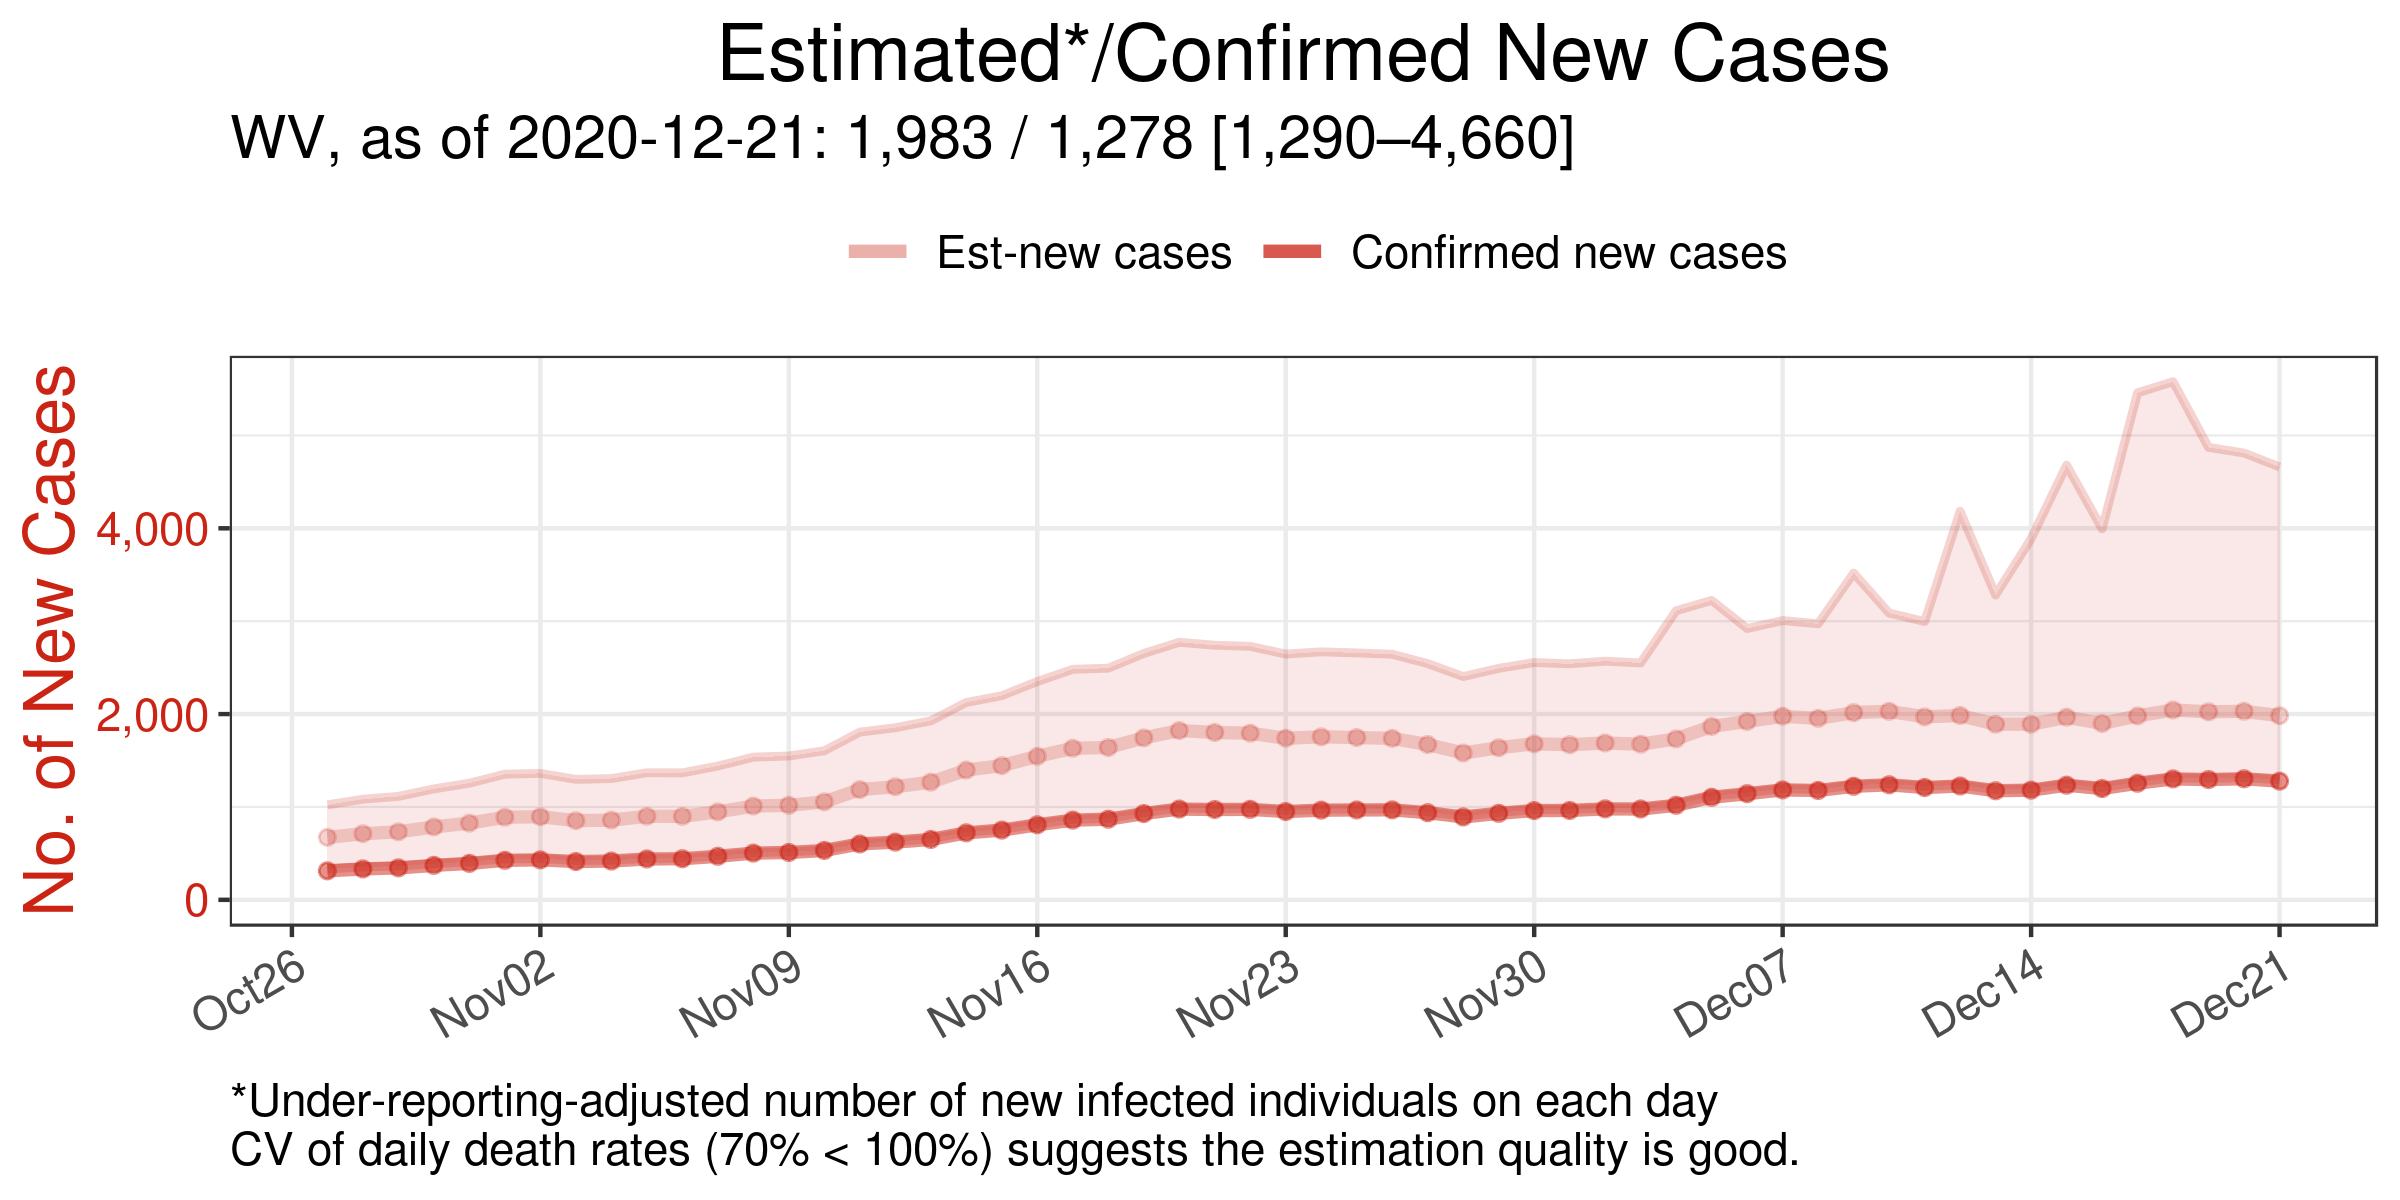 Estimated*/Confirmed New Cases
WV, as of 2020-12-21: 1,983 / 1,278 [1,290–4,660]
Est-new cases
Confirmed new cases
No. of New Cases
4,000
2,000
0
Oct26
Nov02
Nov09
Nov16
Nov23
Nov30
Dec07
Dec14
Dec21
*Under-reporting-adjusted number of new infected individuals on each day
CV of daily death rates (70% < 100%) suggests the estimation quality is good.